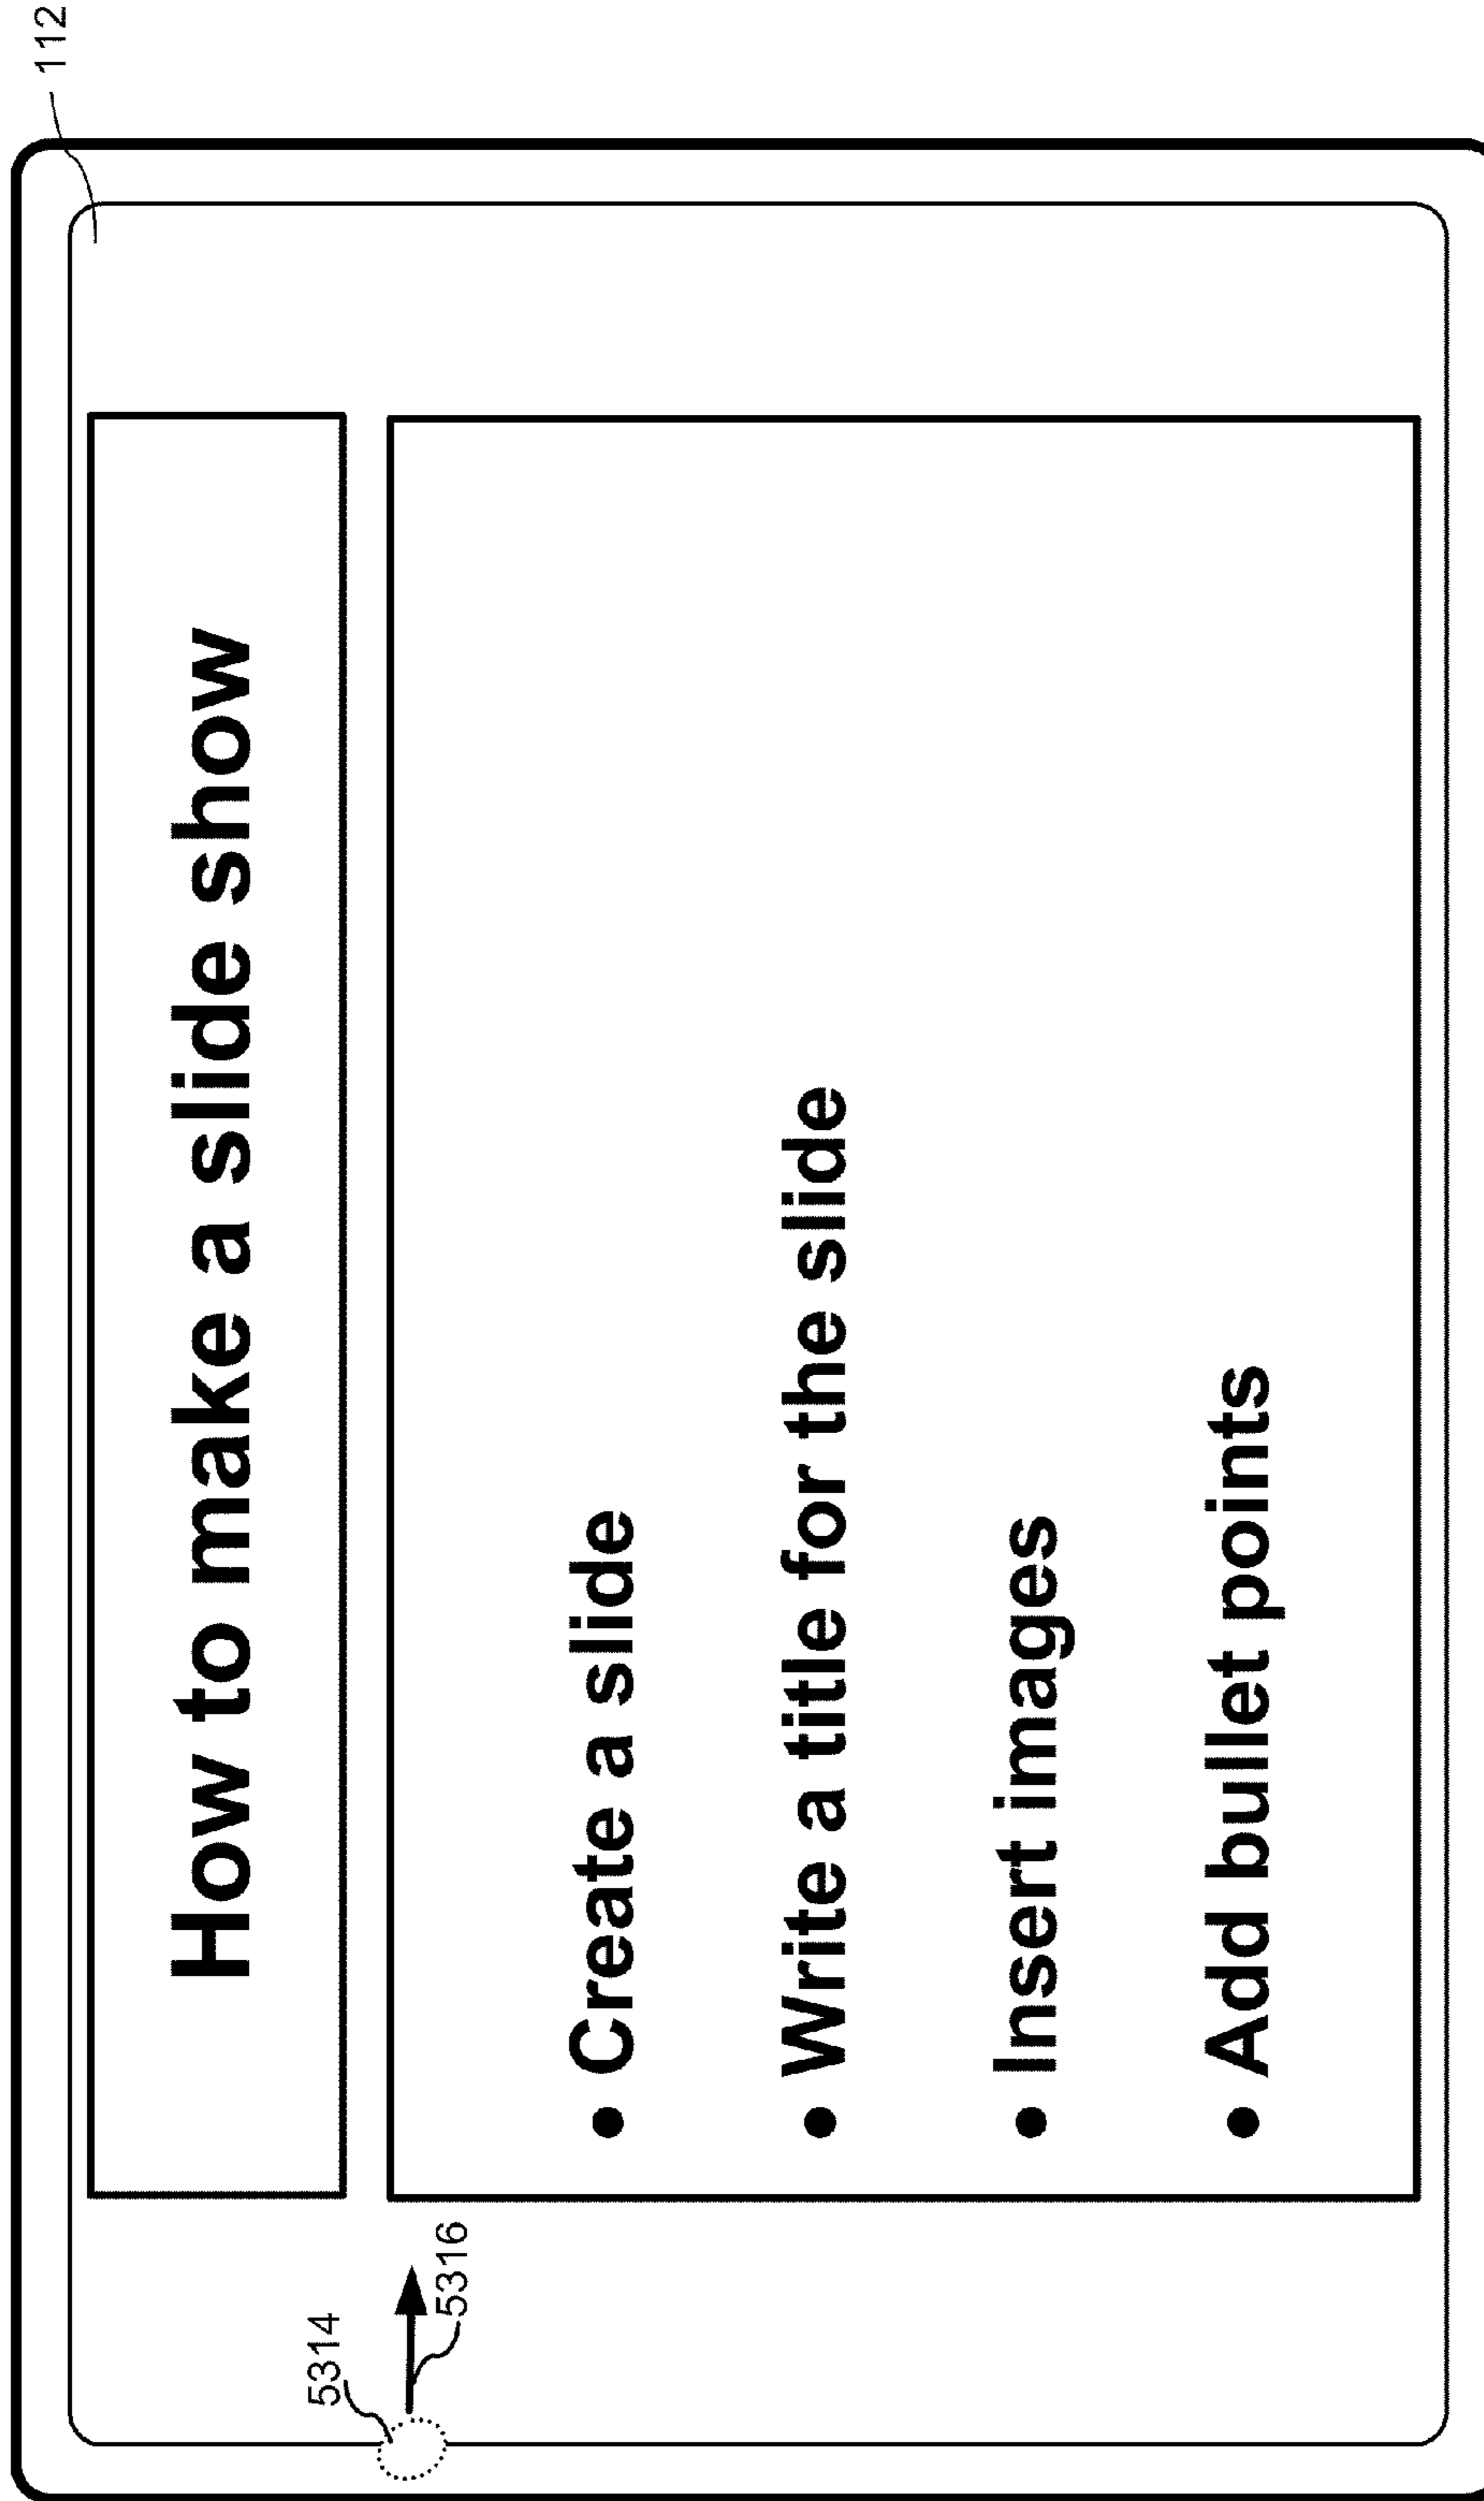 112
How to make a slide show
5314
5316
• Create a slide
• Write a title for the slide
• Insert images
• Add bullet points